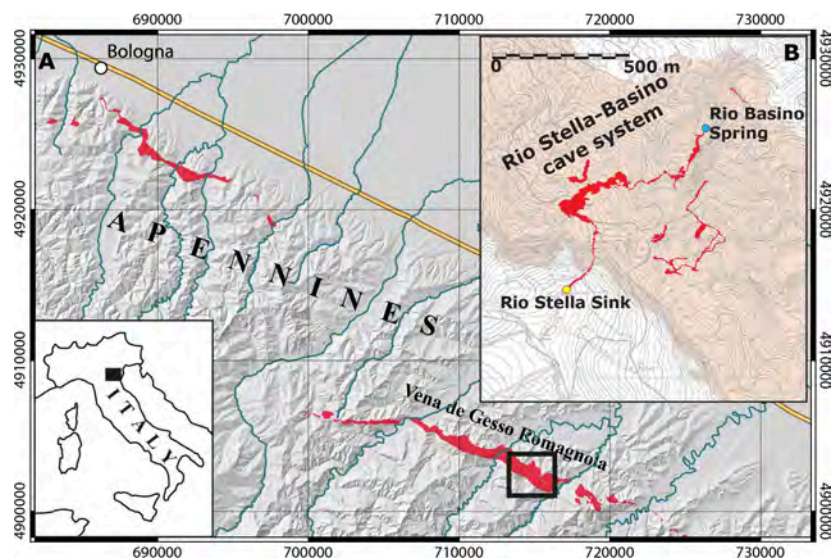 690000 700000 710000 720000 730000
A
Bologna
B
0 500 m
Rio Stella-Basino
cave system
Rio Basino
Spring
Rio Stella Sink
APENNINES
Vena de Gesso Romagnola
ITALY
4930000
4920000
4910000
4900000
4930000
4920000
4910000
4900000
690000 700000 710000 720000 730000